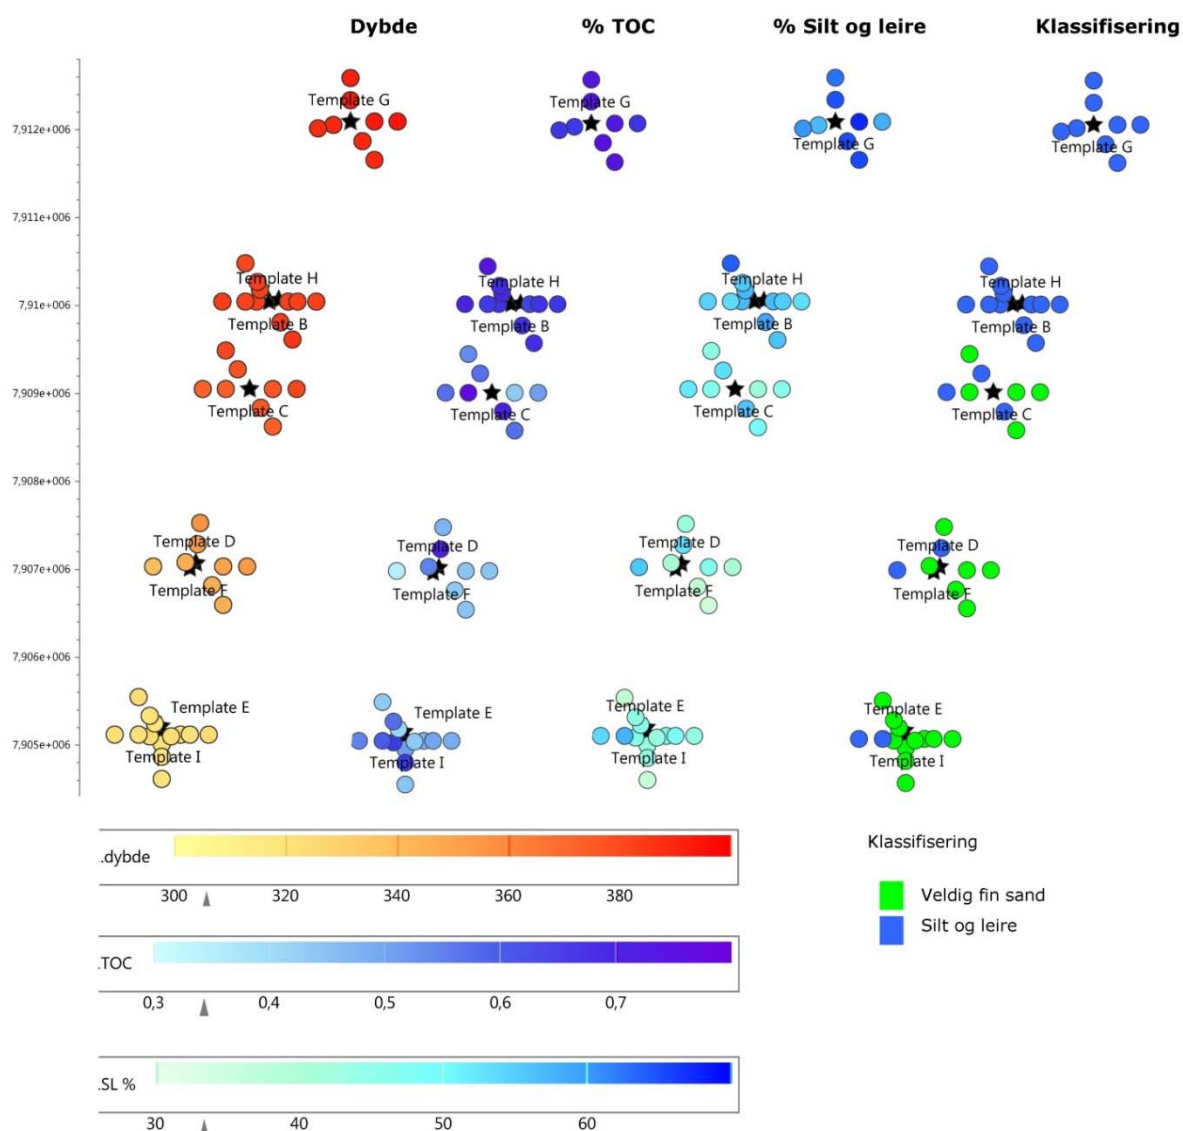 Dybde % TOC % Silt og leire Klassifisering
Template G Template G Template G Template G
7,912e+006
7,911e+006
Template H Template H Template H Template H
7,91e+006
Template B Template B Template B Template B
7,909e+006
Template C Template C Template C Template C
7,908e+006
Template D Template D Template D Template D
7,907e+006
Template F Template F Template F Template F
7,906e+006
Template E Template E Template E Template E
7,905e+006
Template I Template I Template I Template I
.dybde
300 320 340 360 380
.TOC
0,3 0,4 0,5 0,6 0,7
.SL %
30 40 50 60
Klassifisering
Veldig fin sand
Silt og leire